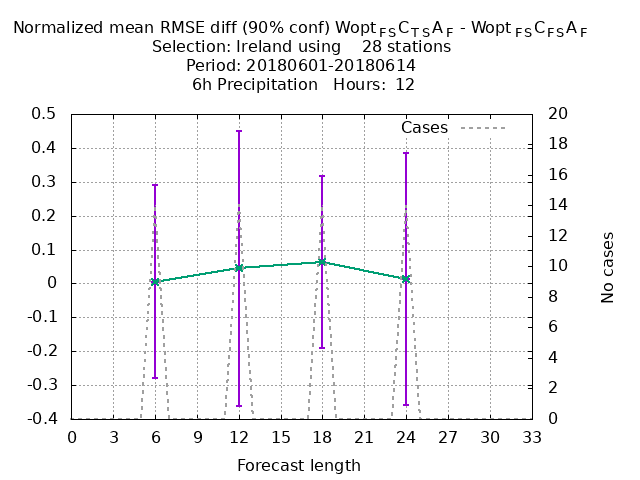 Normalized mean RMSE diff (90% conf) Wopt FS C TS A F - Wopt FS C FS A F
Selection: Ireland using 28 stations
Period: 20180601-20180614
6h Precipitation Hours: 12
Cases
0.5
0.4
0.3
0.2
0.1
0
-0.1
-0.2
-0.3
-0.4
20
18
16
14
12
10
8
6
4
2
0
No cases
0 3 6 9 12 15 18 21 24 27 30 33
Forecast length